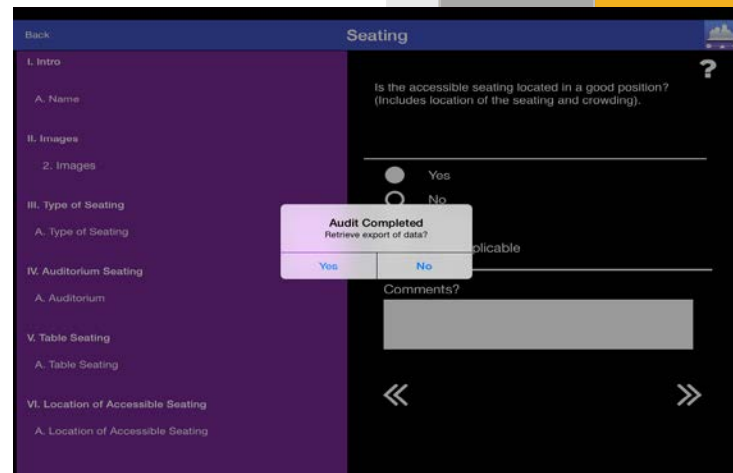 Back
Seating
I. Intro
A. Name
II. Images
2. Images
III. Type of Seating
A. Type of Seating
IV. Auditorium Seating
A. Auditorium
V. Table Seating
A. Table Seating
VI. Location of Accessible Seating
A. Location of Accessible Seating
?
Is the accessible seating located in a good position?
(Includes location of the seating and crowding).
Yes
No
plicable
Audit Completed
Retrieve export of data?
Yes
No
Comments?